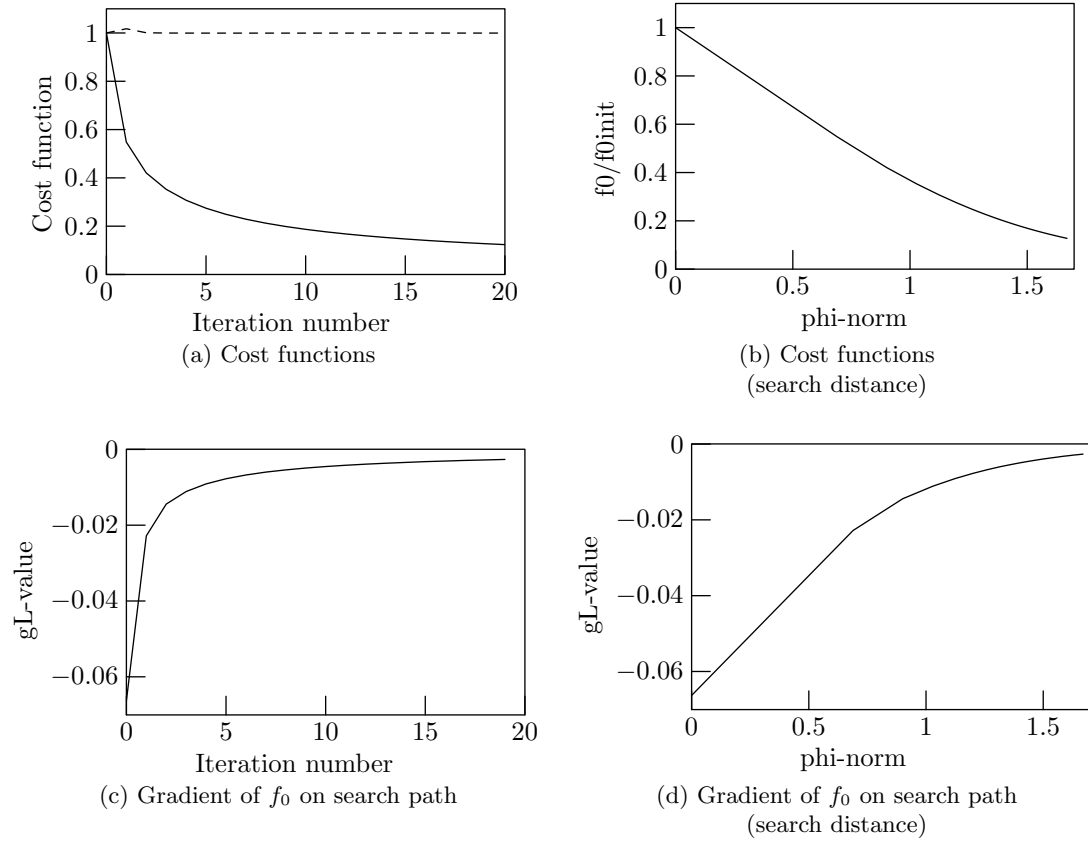 1
0.8
0.6
0.4
0.2
0
Cost function
0 5 10 15 20
Iteration number
(a) Cost functions
1
0.8
0.6
0.4
0.2
0
f0/f0init
0 0.5 1 1.5
phi-norm
(b) Cost functions
(search distance)
0
−0.02
−0.04
−0.06
gL-value
0 5 10 15 20
Iteration number
(c) Gradient of f₀ on search path
0
−0.02
−0.04
−0.06
gL-value
0 0.5 1 1.5
phi-norm
(d) Gradient of f₀ on search path
(search distance)